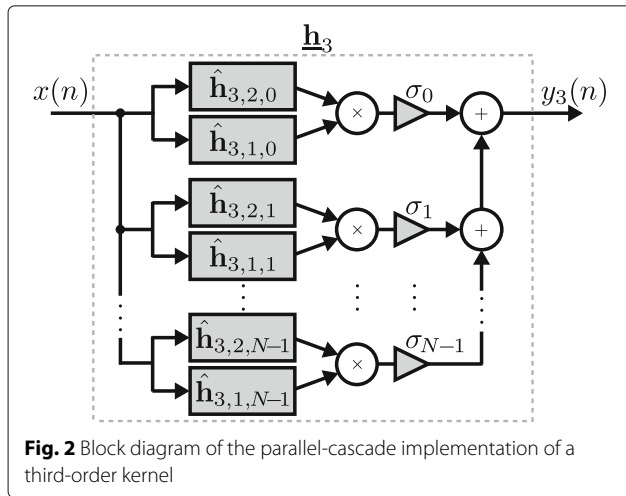 h₃
x(n)
ĥ₃,₂,₀
ĥ₃,₁,₀
×
σ₀
+
y₃(n)
ĥ₃,₂,₁
ĥ₃,₁,₁
×
σ₁
+
ĥ₃,₂,N−1
ĥ₃,₁,N−1
×
σN−1
Fig. 2 Block diagram of the parallel-cascade implementation of a
third-order kernel